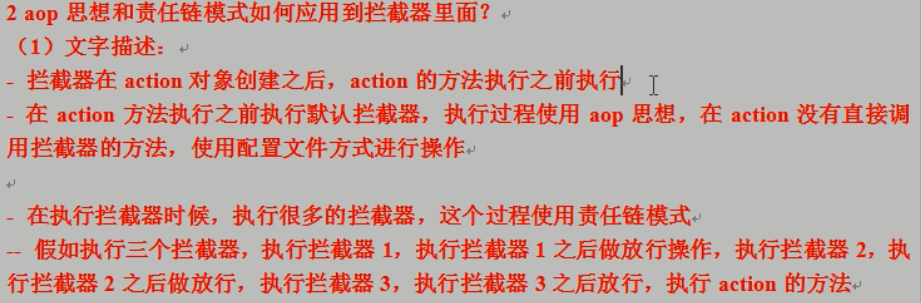 2 aop 思想和责任链模式如何应用到拦截器里面？
（1）文字描述：
- 拦截器在 action 对象创建之后，action 的方法执行之前执行
- 在 action 方法执行之前执行默认拦截器，执行过程使用 aop 思想，在 action 没有直接调
用拦截器的方法，使用配置文件方式进行操作
- 在执行拦截器时候，执行很多的拦截器，这个过程使用责任链模式
-- 假如执行三个拦截器，执行拦截器 1，执行拦截器 1 之后做放行操作，执行拦截器 2，执
行拦截器 2 之后做放行，执行拦截器 3，执行拦截器 3 之后放行，执行 action 的方法